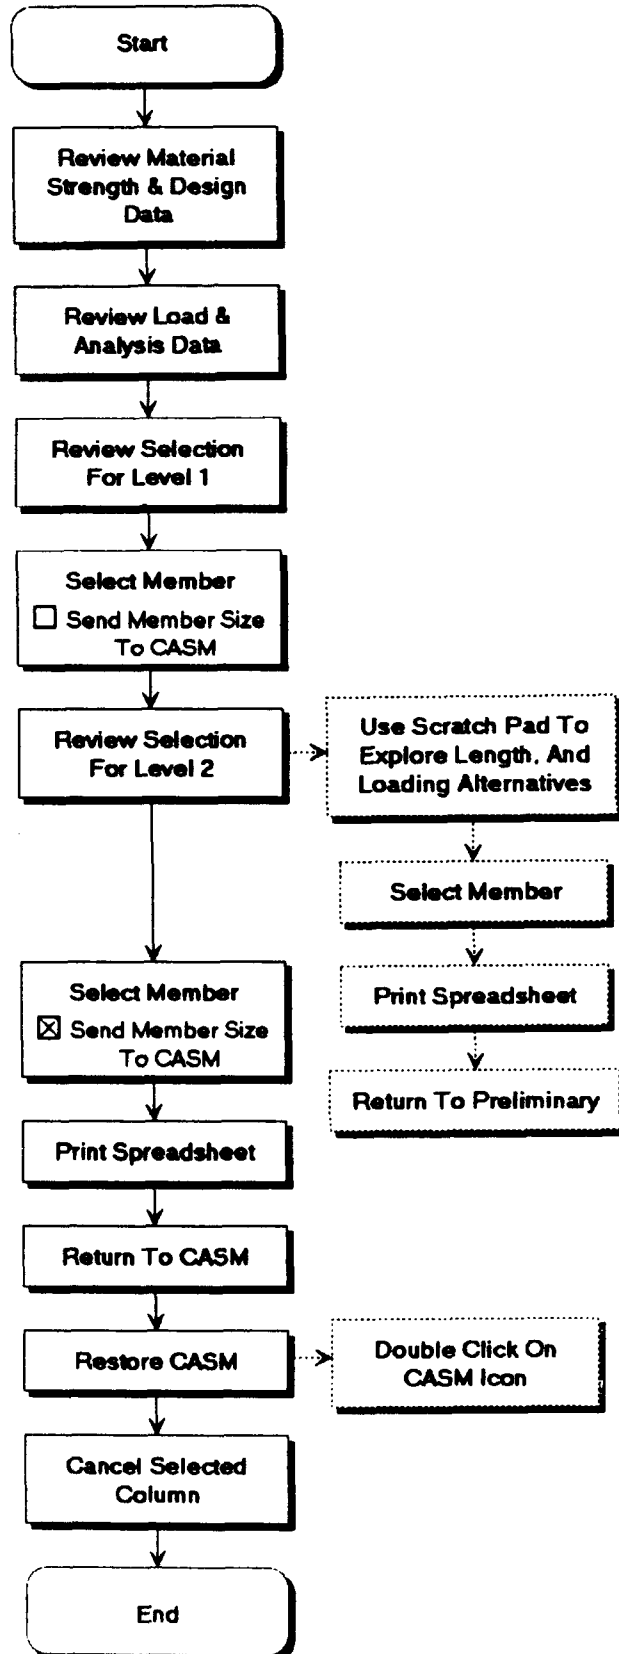 Start
Review Material
Strength & Design
Data
Review Load &
Analysis Data
Review Selection
For Level 1
Select Member
Send Member Size
To CASM
Review Selection
For Level 2
Use Scratch Pad To
Explore Length, And
Loading Alternatives
Select Member
Print Spreadsheet
Return To Preliminary
Select Member
Send Member Size
To CASM
Print Spreadsheet
Return To CASM
Restore CASM
Double Click On
CASM Icon
Cancel Selected
Column
End